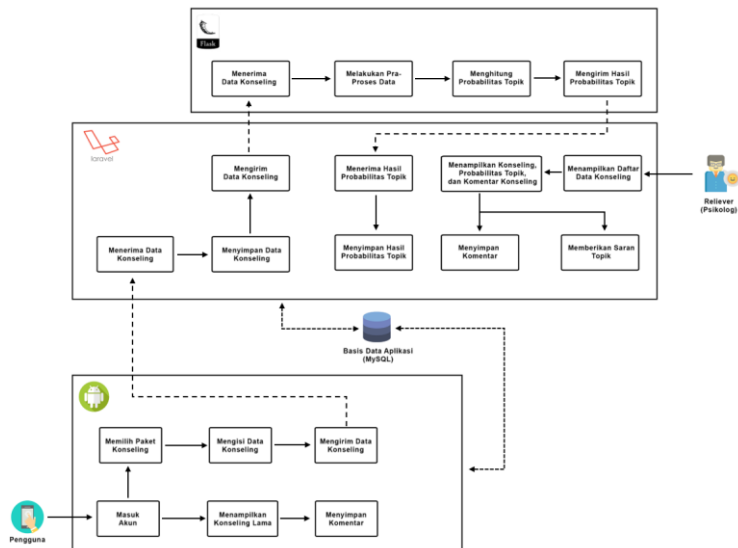 Flask
Menerima
Data Konseling
Melakukan Pra-
Proses Data
Menghitung
Probabilitas Topik
Mengirim Hasil
Probabilitas Topik
laravel
Mengirim
Data Konseling
Menerima Hasil
Probabilitas Topik
Menampilkan Konseling,
Probabilitas Topik,
dan Komentar Konseling
Menampilkan Daftar
Data Konseling
Reliever
(Psikolog)
Menerima Data
Konseling
Menyimpan Data
Konseling
Menyimpan Hasil
Probabilitas Topik
Menyimpan
Komentar
Memberikan Saran
Topik
Basis Data Aplikasi
(MySQL)
Memilih Paket
Konseling
Mengisi Data
Konseling
Mengirim Data
Konseling
Masuk
Akun
Menampilkan
Konseling Lama
Menyimpan
Komentar
Pengguna